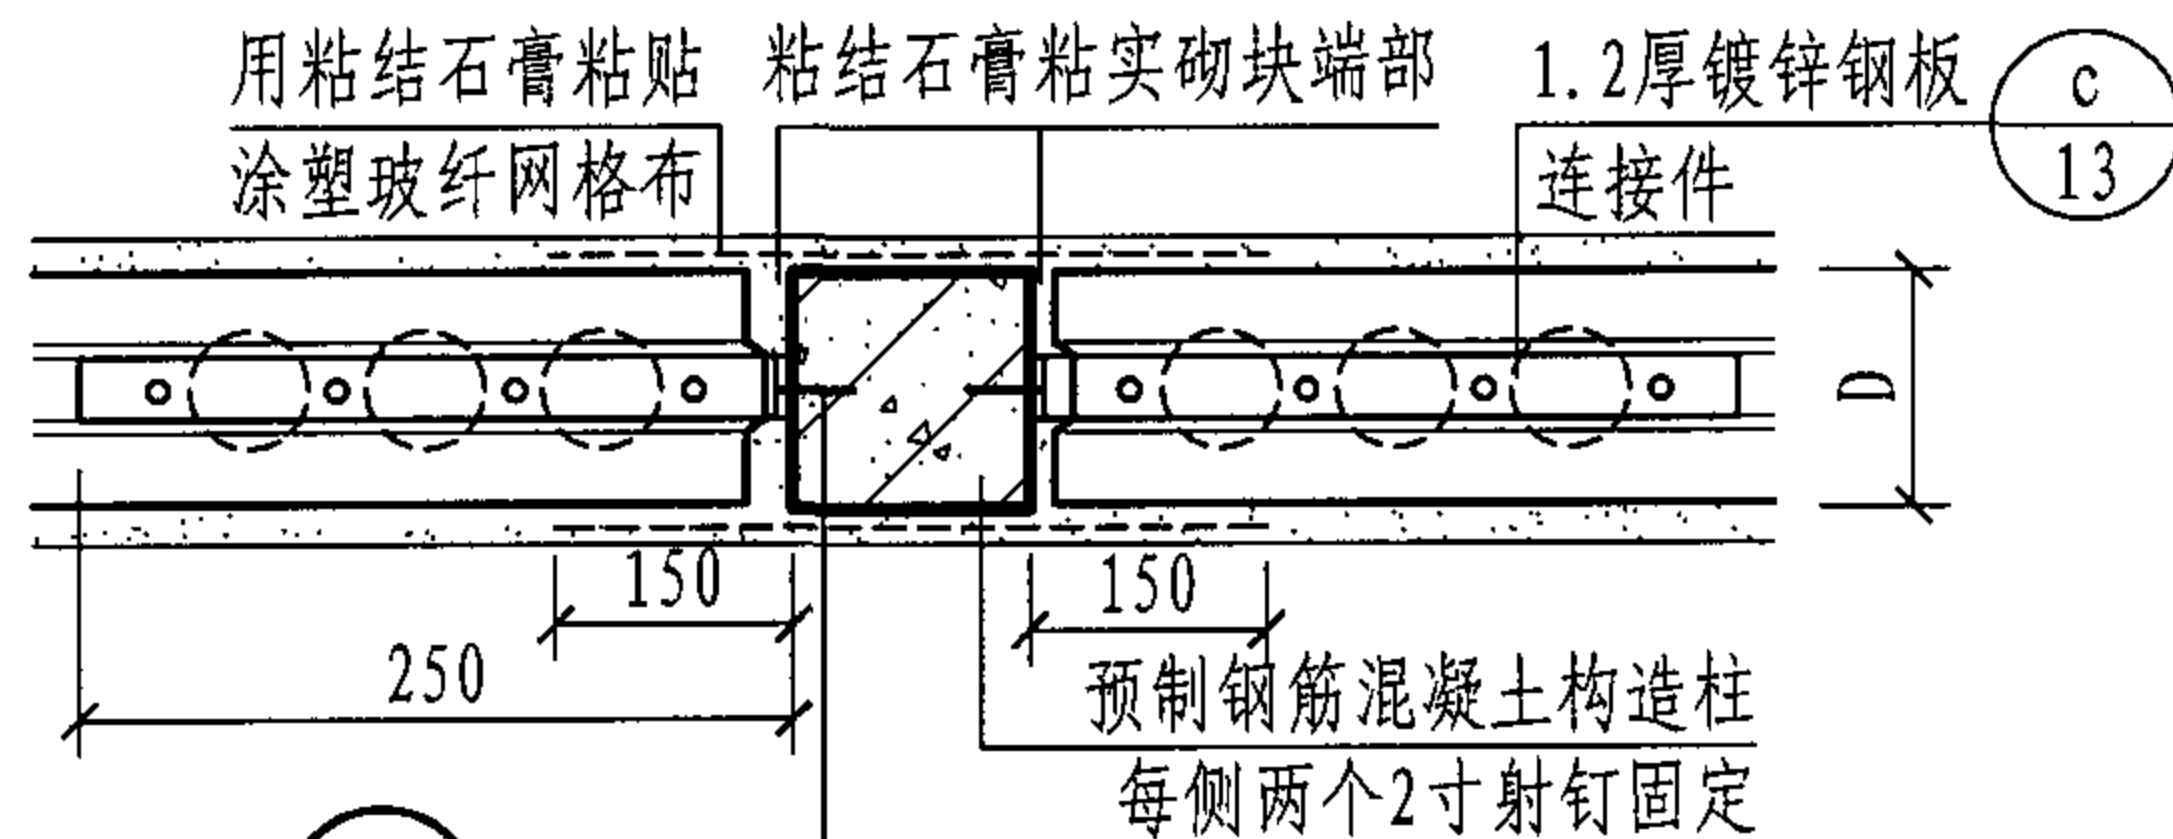 用粘结石膏粘贴
涂塑玻纤网格布
粘结石膏粘实砌块端部
1.2厚镀锌钢板
连接件
c
13
D
150
150
250
预制钢筋混凝土构造柱
每侧两个2寸射钉固定